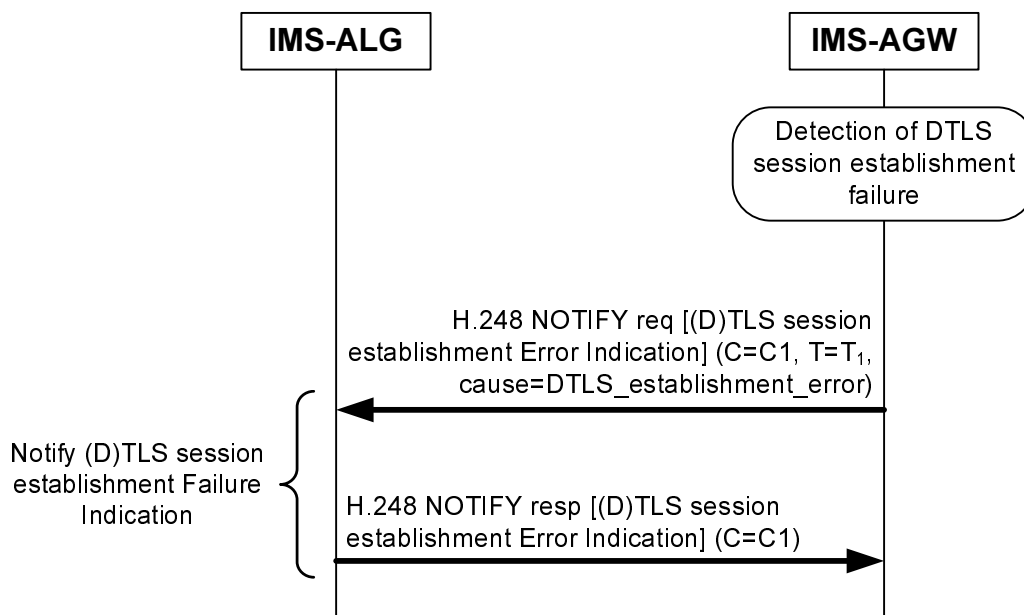 IMS-ALG
IMS-AGW
Detection of DTLS
session establishment
failure
H.248 NOTIFY req [(D)TLS session
establishment Error Indication] (C=C1, T=T₁,
cause=DTLS_establishment_error)
Notify (D)TLS session
establishment Failure
Indication
H.248 NOTIFY resp [(D)TLS session
establishment Error Indication] (C=C1)